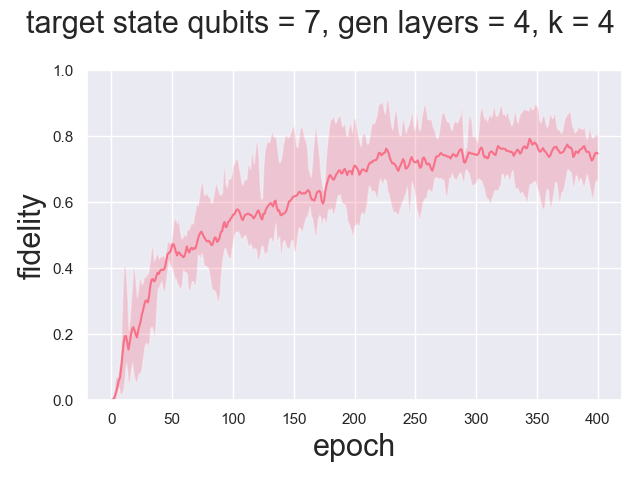 target state qubits = 7, gen layers = 4, k = 4
1.0
0.8
0.6
0.4
0.2
0.0
fidelity
0 50 100 150 200 250 300 350 400
epoch